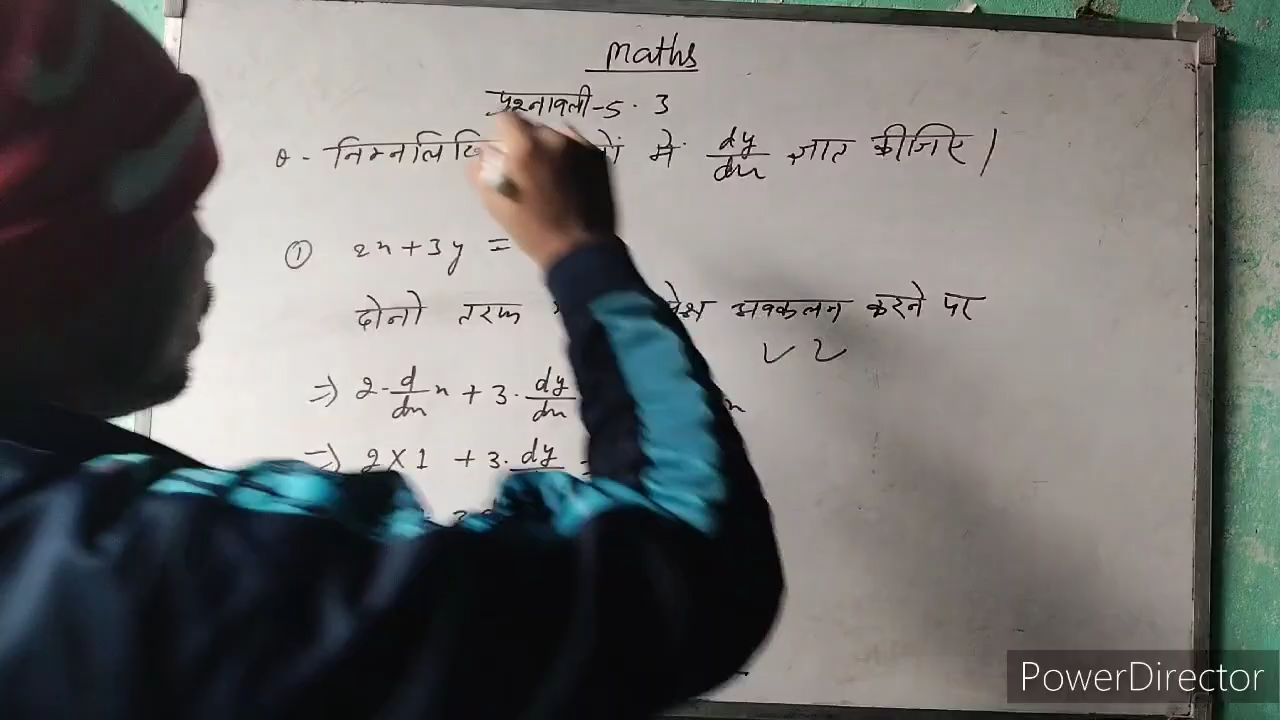 Maths
प्रश्नावली-5.3
Q- निम्नलिखि में dy/dx ज्ञात कीजिए।
① 2x+3y =
दोनो तरफ अवकलन करने पर
=) 2·d/dx x + 3·dy/dx
=) 2×1 + 3·dy
PowerDirector